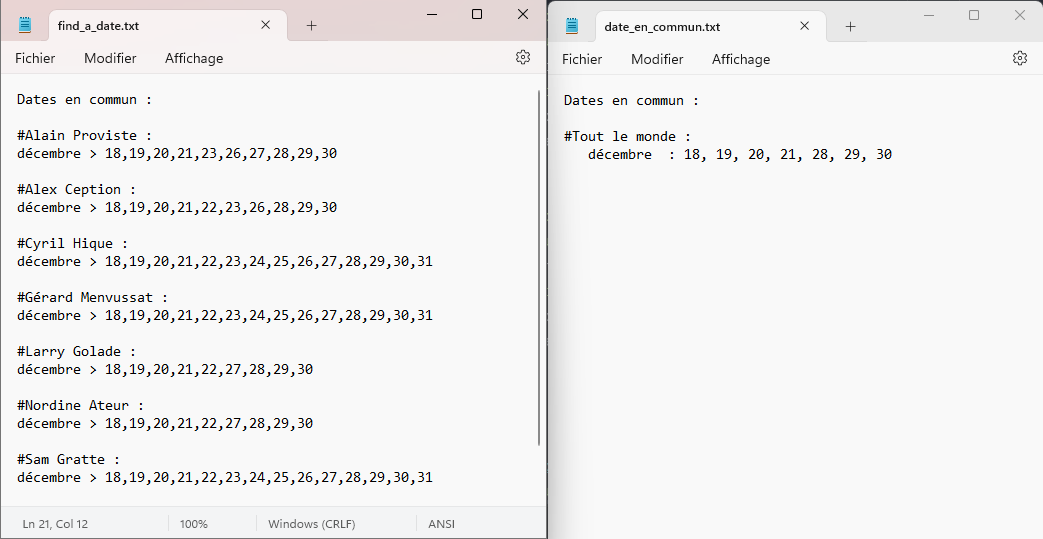 find_a_date.txt
Fichier Modifier Affichage
Dates en commun :
#Alain Proviste :
décembre > 18,19,20,21,23,26,27,28,29,30
#Alex Ception :
décembre > 18,19,20,21,22,23,26,28,29,30
#Cyril Hique :
décembre > 18,19,20,21,22,23,24,25,26,27,28,29,30,31
#Gérard Menvussat :
décembre > 18,19,20,21,22,23,24,25,26,27,28,29,30,31
#Larry Golade :
décembre > 18,19,20,21,22,27,28,29,30
#Nordine Ateur :
décembre > 18,19,20,21,22,27,28,29,30
#Sam Gratte :
décembre > 18,19,20,21,22,23,24,25,26,27,28,29,30,31
Ln 21, Col 12 100% Windows (CRLF) ANSI
date_en_commun.txt
Fichier Modifier Affichage
Dates en commun :
#Tout le monde :
décembre  : 18, 19, 20, 21, 28, 29, 30